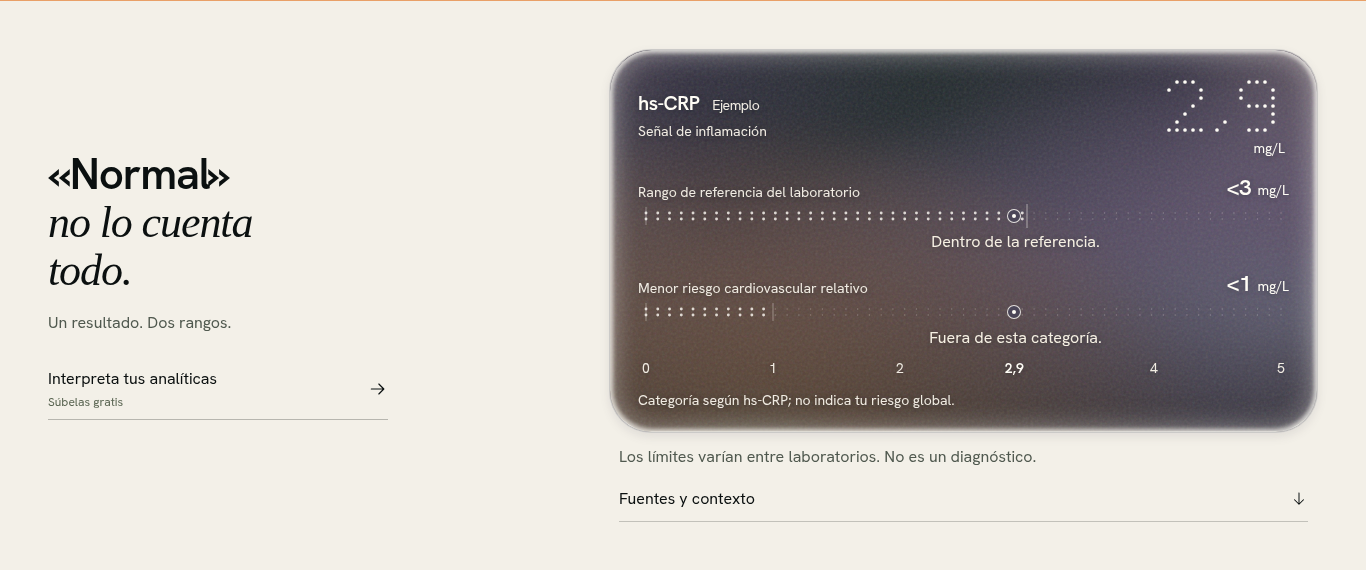 «Normal»
no lo cuenta
todo.
Un resultado. Dos rangos.
Interpreta tus analíticas
Súbelas gratis
hs-CRP Ejemplo
Señal de inflamación
2,9
mg/L
Rango de referencia del laboratorio
<3 mg/L
Dentro de la referencia.
Menor riesgo cardiovascular relativo
<1 mg/L
Fuera de esta categoría.
0 1 2 2,9 4 5
Categoría según hs-CRP; no indica tu riesgo global.
Los límites varían entre laboratorios. No es un diagnóstico.
Fuentes y contexto